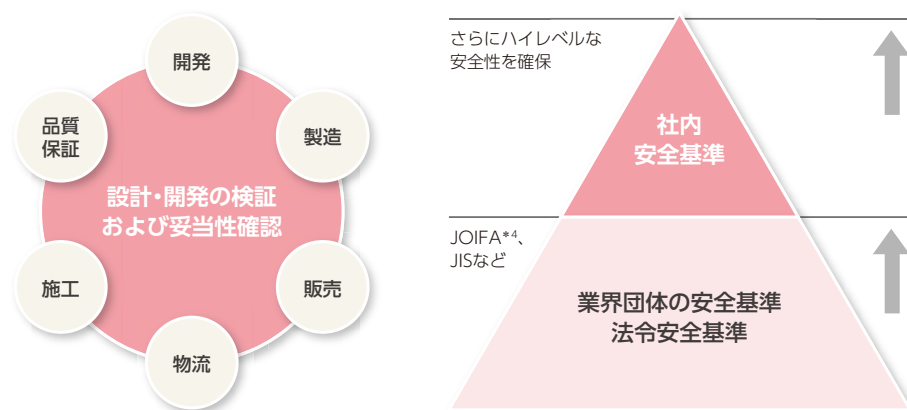 開発
製造
販売
物流
施工
品質
保証
設計・開発の検証
および妥当性確認
さらにハイレベルな
安全性を確保
社内
安全基準
JOIFA*4、
JISなど
業界団体の安全基準
法令安全基準